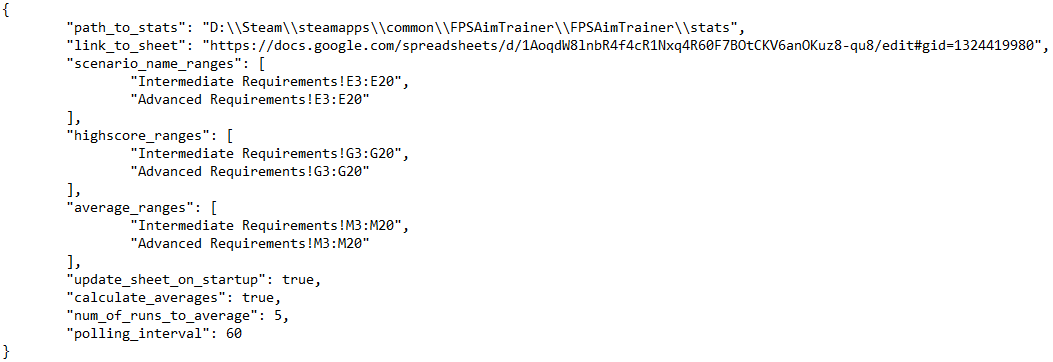 {
"path_to_stats": "D:\\Steam\\steamapps\\common\\FPSAimTrainer\\FPSAimTrainer\\stats",
"link_to_sheet": "https://docs.google.com/spreadsheets/d/1AoqdW8lnbR4f4cR1Nxq4R60F7BOtCKV6anOKuz8-qu8/edit#gid=1324419980",
"scenario_name_ranges": [
"Intermediate Requirements!E3:E20",
"Advanced Requirements!E3:E20"
],
"highscore_ranges": [
"Intermediate Requirements!G3:G20",
"Advanced Requirements!G3:G20"
],
"average_ranges": [
"Intermediate Requirements!M3:M20",
"Advanced Requirements!M3:M20"
],
"update_sheet_on_startup": true,
"calculate_averages": true,
"num_of_runs_to_average": 5,
"polling_interval": 60
}